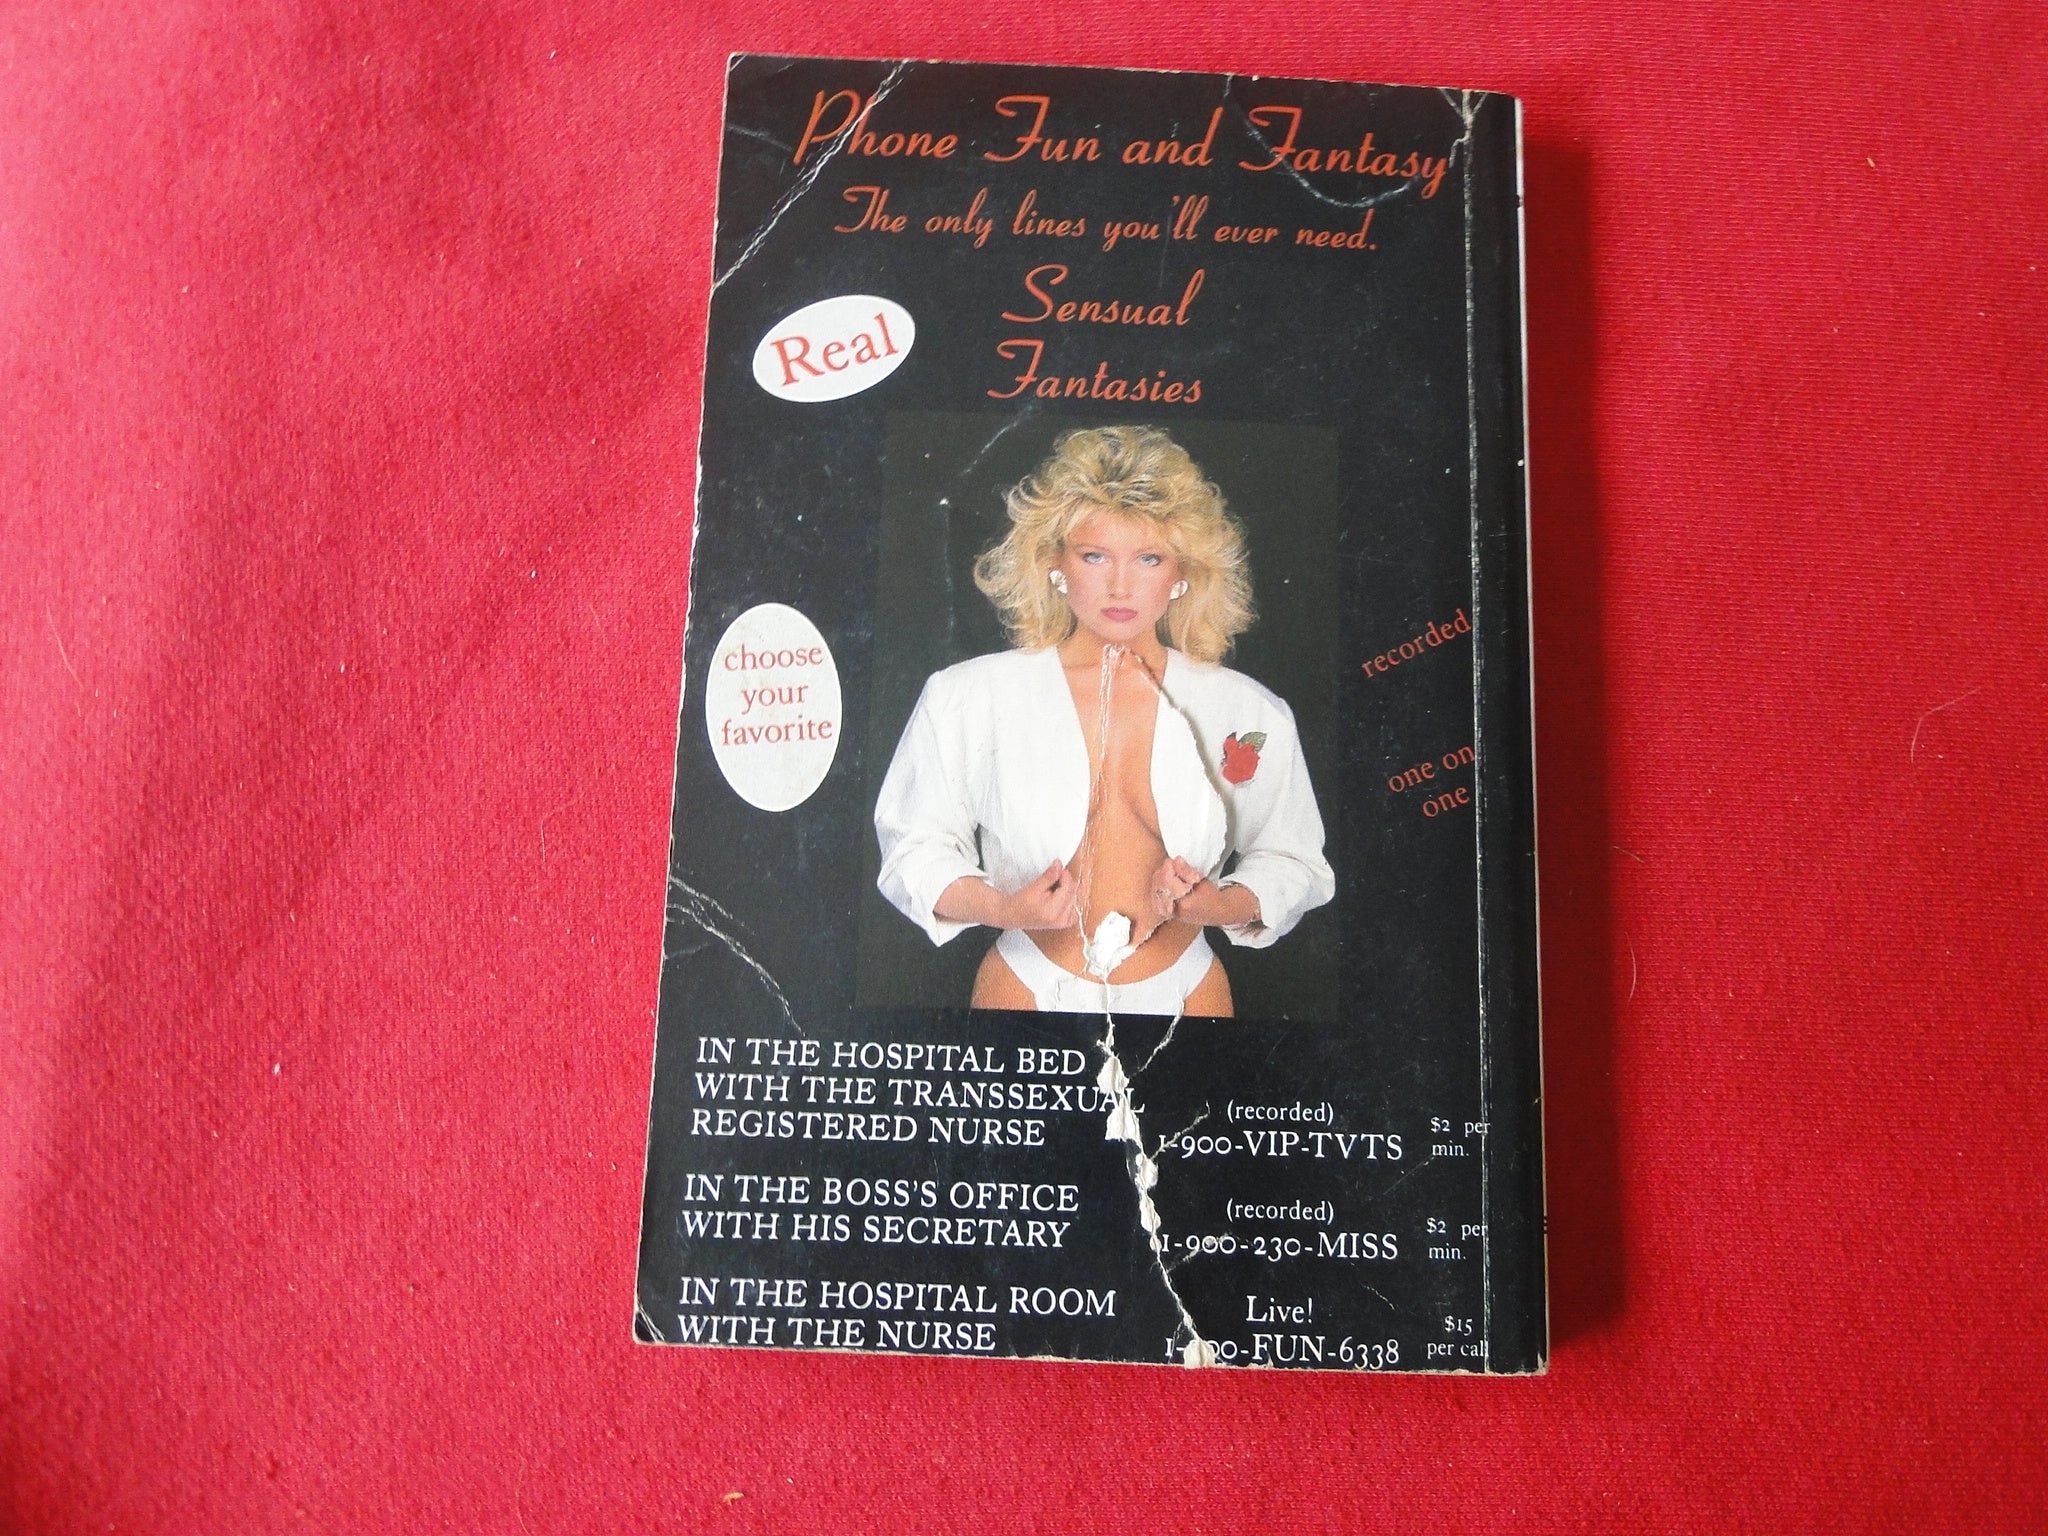 Phone Fun and Fantasy
The only lines you'll ever need.
Sensual
Fantasies
Real
choose
your
favorite
recorded
one on
one
IN THE HOSPITAL BED
WITH THE TRANSSEXUAL
REGISTERED NURSE
(recorded)
1-900-VIP-TVTS
$2 per
min.
IN THE BOSS'S OFFICE
WITH HIS SECRETARY
(recorded)
1-900-230-MISS
$2 per
min.
IN THE HOSPITAL ROOM
WITH THE NURSE
Live!
1-900-FUN-6338
$15
per call